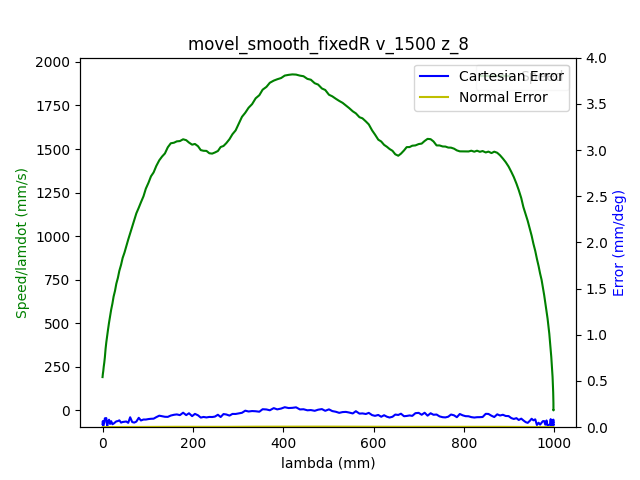 movel_smooth_fixedR v_1500 z_8
Cartesian Error
Normal Error
Speed/lamdot (mm/s)
2000
1750
1500
1250
1000
750
500
250
0
4.0
3.5
3.0
2.5
2.0
1.5
1.0
0.5
0.0
Error (mm/deg)
0 200 400 600 800 1000
lambda (mm)